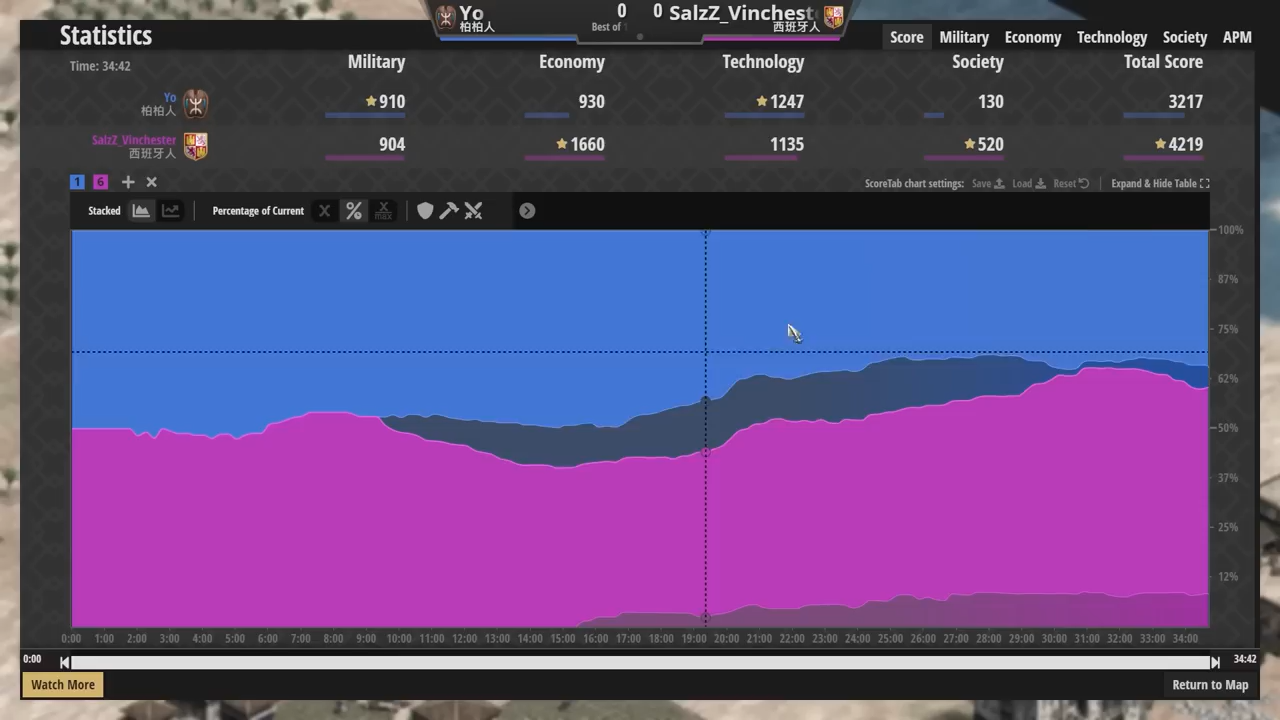 Yo
柏柏人
0
0
SalzZ_Vinchest
西班牙人
Best of
Statistics
Score
Military
Economy
Technology
Society
APM
Time: 34:42
Military
Economy
Technology
Society
Total Score
Yo
柏柏人
910
930
1247
130
3217
SalzZ_Vinchester
西班牙人
904
1660
1135
520
4219
1
6
ScoreTab chart settings:
Save
Load
Reset
Expand & Hide Table
Stacked
Percentage of Current
X
%
X
max
100%
87%
75%
62%
50%
37%
25%
12%
0:00 1:00 2:00 3:00 4:00 5:00 6:00 7:00 8:00 9:00 10:00 11:00 12:00 13:00 14:00 15:00 16:00 17:00 18:00 19:00 20:00 21:00 22:00 23:00 24:00 25:00 26:00 27:00 28:00 29:00 30:00 31:00 32:00 33:00 34:00
0:00
34:42
Watch More
Return to Map